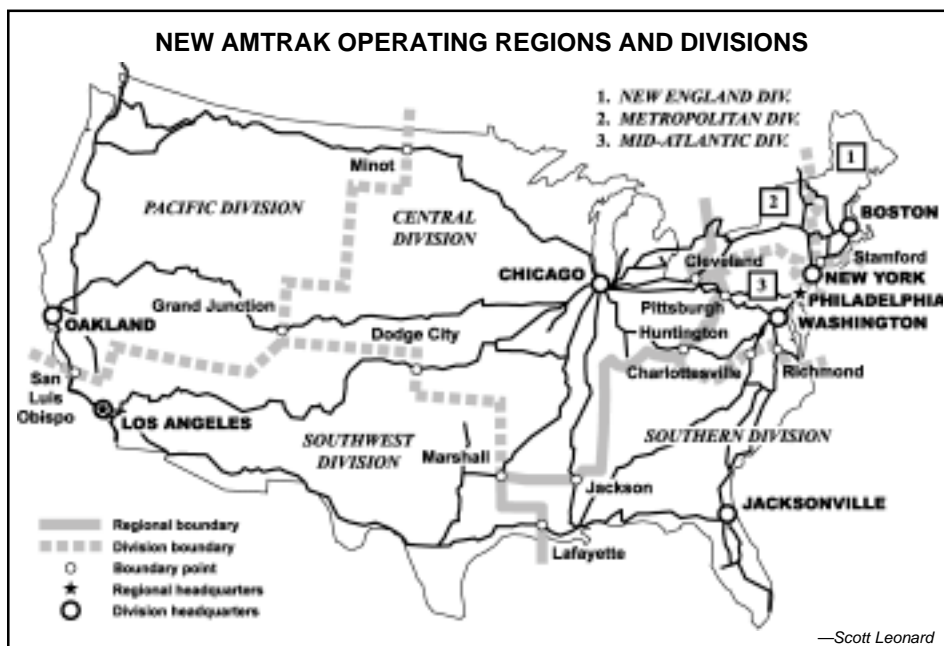 NEW AMTRAK OPERATING REGIONS AND DIVISIONS
1. NEW ENGLAND DIV.
2. METROPOLITAN DIV.
3. MID-ATLANTIC DIV.
1
Minot
2
PACIFIC DIVISION
CENTRAL
DIVISION
BOSTON
Stamford
Cleveland
CHICAGO
NEW YORK
3
PHILADELPHIA
Grand Junction
Pittsburgh
OAKLAND
WASHINGTON
Dodge City
Huntington
Charlottesville
Richmond
San
Luis
Obispo
LOS ANGELES
SOUTHWEST
DIVISION
SOUTHERN DIVISION
Marshall
Jackson
JACKSONVILLE
Lafayette
Regional boundary
Division boundary
Boundary point
Regional headquarters
Division headquarters
—Scott Leonard